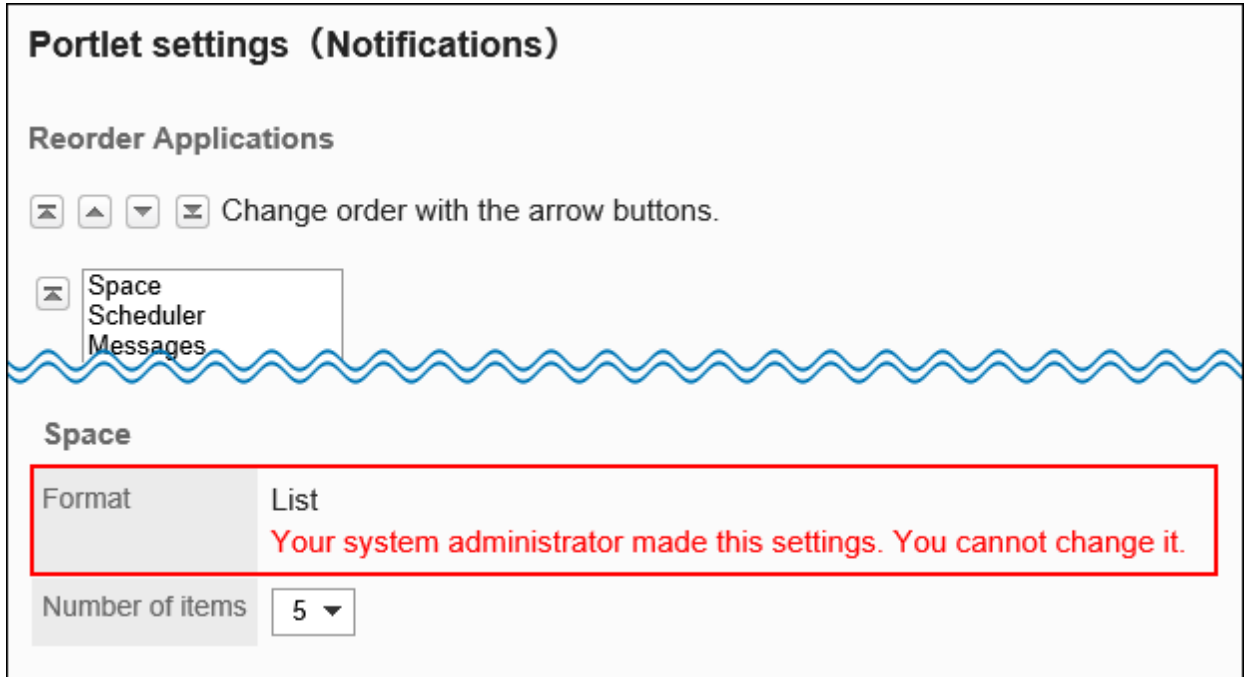 Portlet settings（Notifications）
Reorder Applications
Change order with the arrow buttons.
Space
Scheduler
Messages
Space
Format
List
Your system administrator made this settings. You cannot change it.
Number of items
5